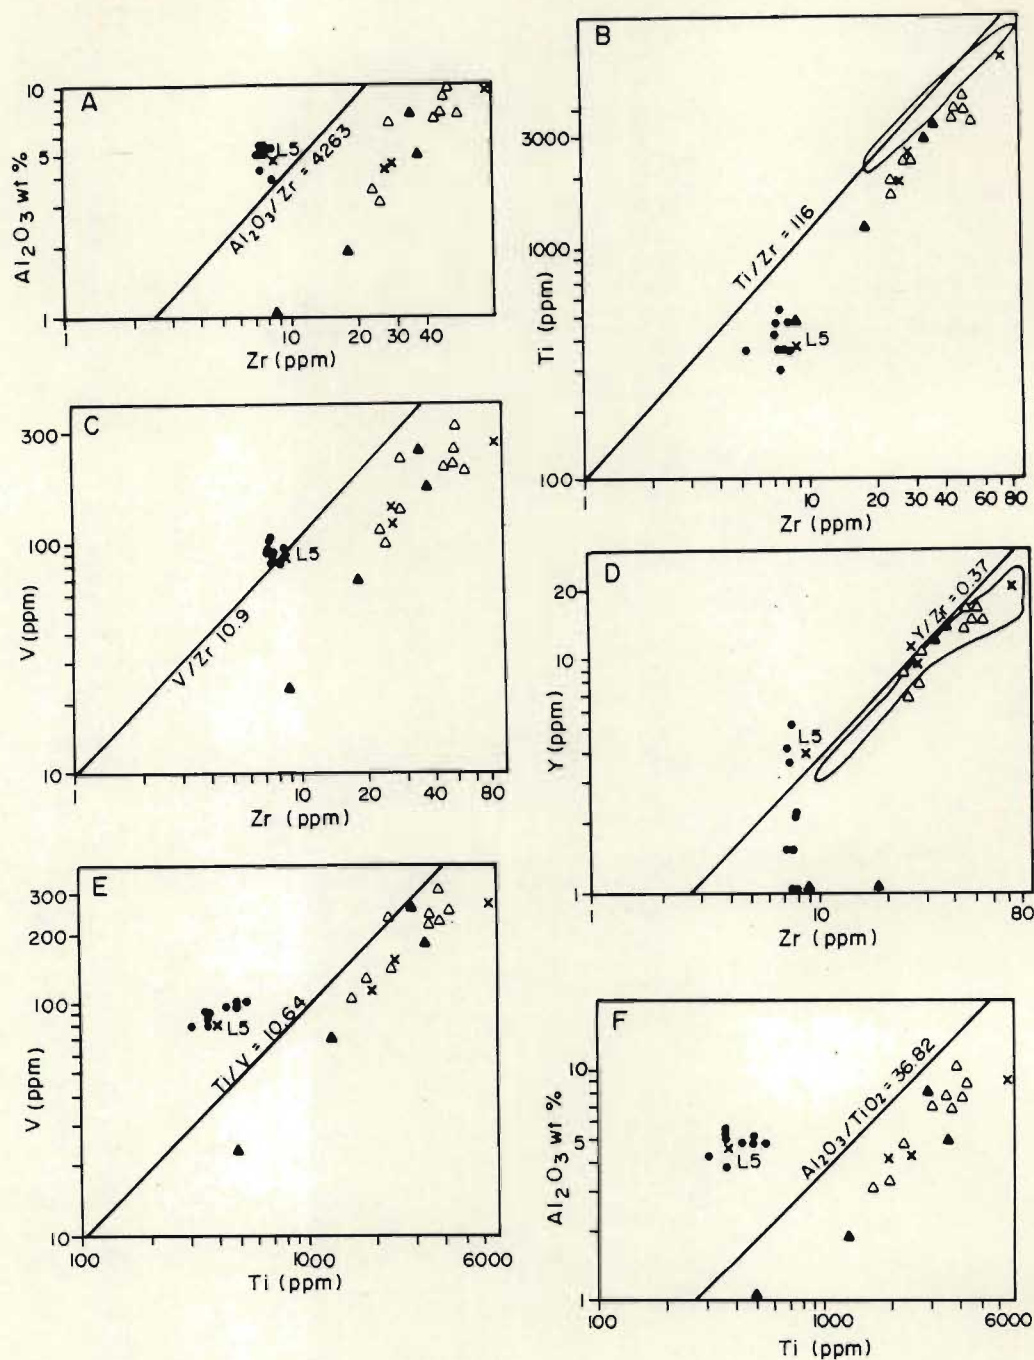 A
10
5
1
Al2O3 wt %
L5
Al2O3/Zr = 4263
1
10
20
30
40
Zr (ppm)
B
3000
1000
100
Ti (ppm)
Ti/Zr = 116
L5
1
10
20
30
40
60
80
Zr (ppm)
C
300
100
10
V (ppm)
L5
V/Zr 10.9
1
10
20
40
80
Zr (ppm)
D
20
10
1
Y (ppm)
Y/Zr = 0.37
L5
1
10
80
Zr (ppm)
E
300
200
100
10
V (ppm)
L5
Ti/V = 10.64
100
1000
6000
Ti (ppm)
F
10
5
1
Al2O3 wt %
Al2O3/TiO2 = 36.82
L5
100
1000
6000
Ti (ppm)